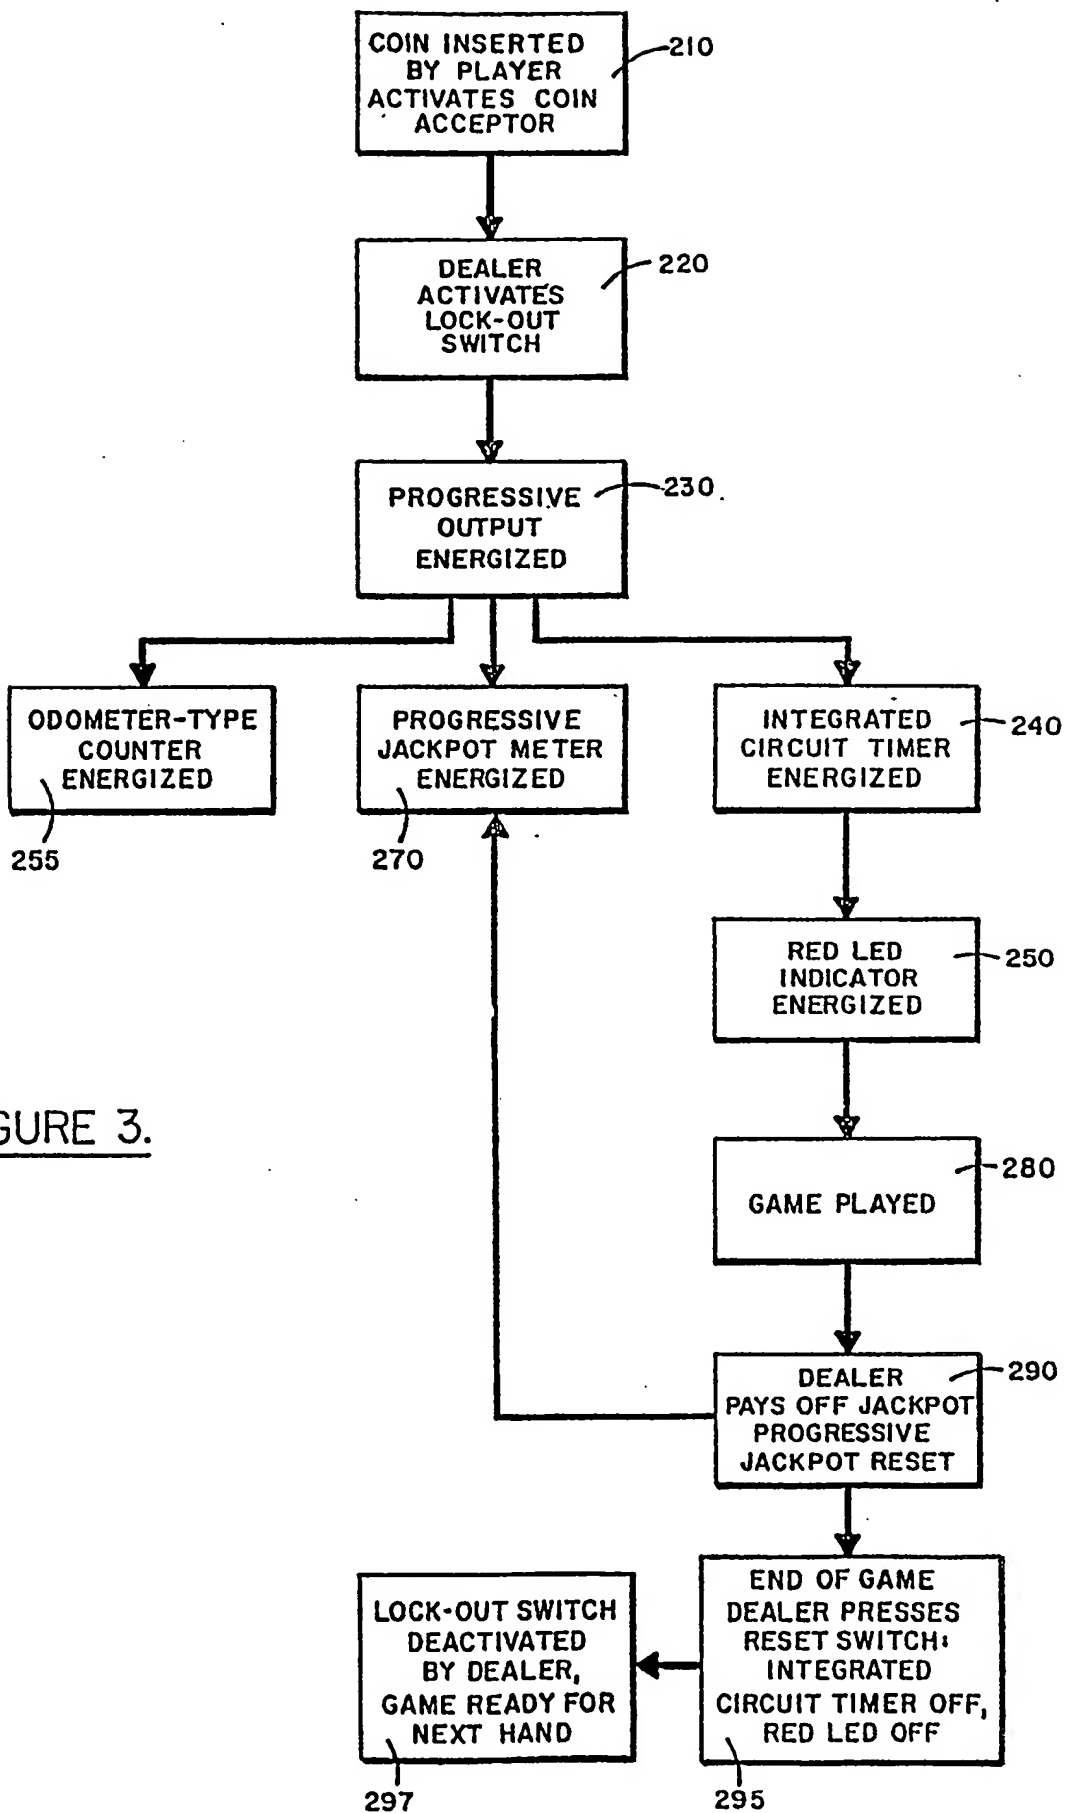 COIN INSERTED
BY PLAYER
ACTIVATES COIN
ACCEPTOR
210
DEALER
ACTIVATES
LOCK-OUT
SWITCH
220
PROGRESSIVE
OUTPUT
ENERGIZED
230
ODOMETER-TYPE
COUNTER
ENERGIZED
255
PROGRESSIVE
JACKPOT METER
ENERGIZED
270
INTEGRATED
CIRCUIT TIMER
ENERGIZED
240
RED LED
INDICATOR
ENERGIZED
250
GURE 3.
GAME PLAYED
280
DEALER
PAYS OFF JACKPOT
PROGRESSIVE
JACKPOT RESET
290
END OF GAME
DEALER PRESSES
RESET SWITCH:
INTEGRATED
CIRCUIT TIMER OFF,
RED LED OFF
295
LOCK-OUT SWITCH
DEACTIVATED
BY DEALER,
GAME READY FOR
NEXT HAND
297